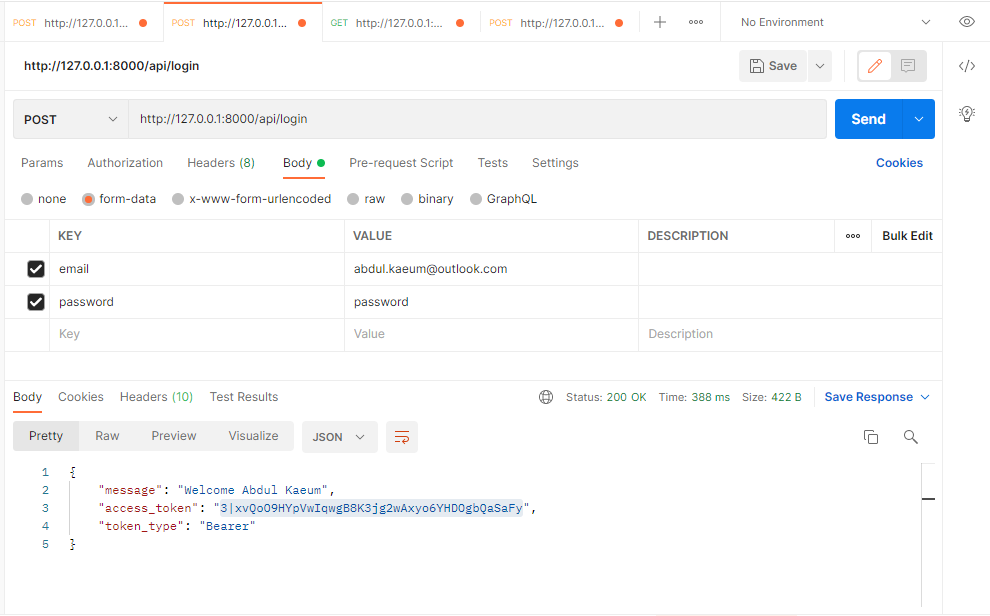 POST http://127.0.0.1... POST http://127.0.0.1... GET http://127.0.0.1:... POST http://127.0.0.1... No Environment
http://127.0.0.1:8000/api/login Save
POST http://127.0.0.1:8000/api/login Send
Params Authorization Headers (8) Body Pre-request Script Tests Settings Cookies
none form-data x-www-form-urlencoded raw binary GraphQL
KEY VALUE DESCRIPTION Bulk Edit
email abdul.kaeum@outlook.com
password password
Key Value Description
Body Cookies Headers (10) Test Results Status: 200 OK Time: 388 ms Size: 422 B Save Response
Pretty Raw Preview Visualize JSON
1 {
2 "message": "Welcome Abdul Kaeum",
3 "access_token": "3|xvQoO9HYpVwIqwgB8K3jg2wAxyo6YHDOgbQaSaFy",
4 "token_type": "Bearer"
5 }